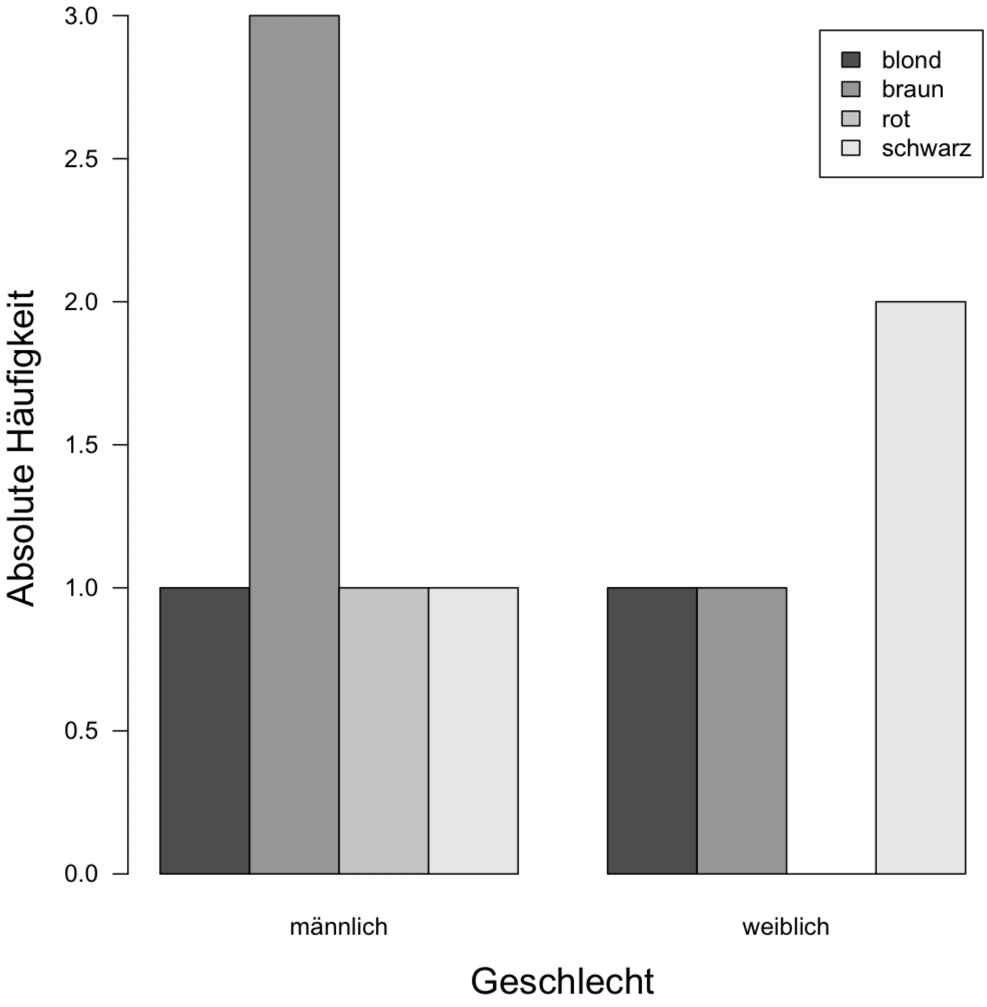 Absolute Häufigkeit
3.0
2.5
2.0
1.5
1.0
0.5
0.0
blond
braun
rot
schwarz
männlich
weiblich
Geschlecht